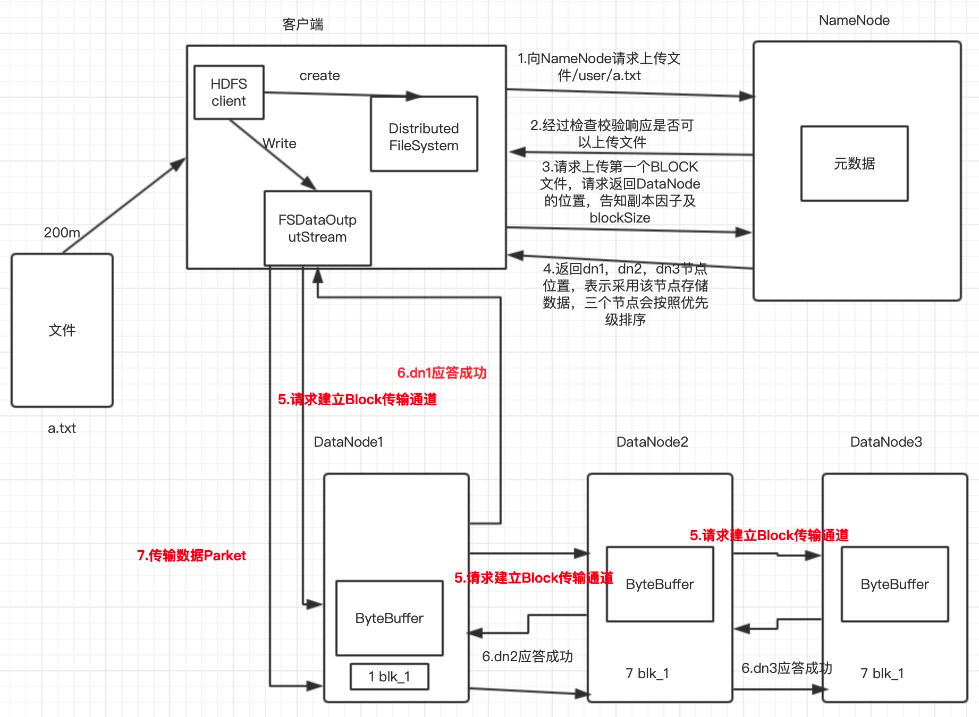 客户端
NameNode
HDFS
client
create
Distributed
FileSystem
Write
FSDataOutp
utStream
1.向NameNode请求上传文
件/user/a.txt
2.经过检查校验响应是否可
以上传文件
3.请求上传第一个BLOCK
文件，请求返回DataNode
的位置，告知副本因子及
blockSize
4.返回dn1，dn2，dn3节点
位置，表示采用该节点存储
数据，三个节点会按照优先
级排序
元数据
200m
文件
a.txt
6.dn1应答成功
5.请求建立Block传输通道
DataNode1
DataNode2
DataNode3
7.传输数据Parket
5.请求建立Block传输通道
5.请求建立Block传输通道
ByteBuffer
ByteBuffer
ByteBuffer
6.dn2应答成功
6.dn3应答成功
1 blk_1
7 blk_1
7 blk_1